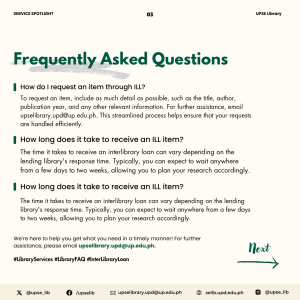 SERVICE SPOTLIGHT
03
UPSE Library
Frequently Asked Questions
How do I request an item through ILL?
To request an item, include as much detail as possible, such as the title, author,
publication year, and any other relevant information. For further assistance, email
upselibrary.upd@up.edu.ph. This streamlined process helps ensure that your requests
are handled efficiently.
How long does it take to receive an ILL item?
The time it takes to receive an interlibrary loan can vary depending on the
lending library's response time. Typically, you can expect to wait anywhere
from a few days to two weeks, allowing you to plan your research accordingly.
How long does it take to receive an ILL item?
The time it takes to receive an interlibrary loan can vary depending on the lending
library's response time. Typically, you can expect to wait anywhere from a few days
to two weeks, allowing you to plan your research accordingly.
We're here to help you get what you need in a timely manner! For further
assistance, please email upselibrary.upd@up.edu.ph.
#LibraryServices #LibraryFAQ #InterLibraryLoan
Next
@upse_lib
/upselib
upselibrary.upd@up.edu.ph
selib.upd.edu.ph
@upse_lib